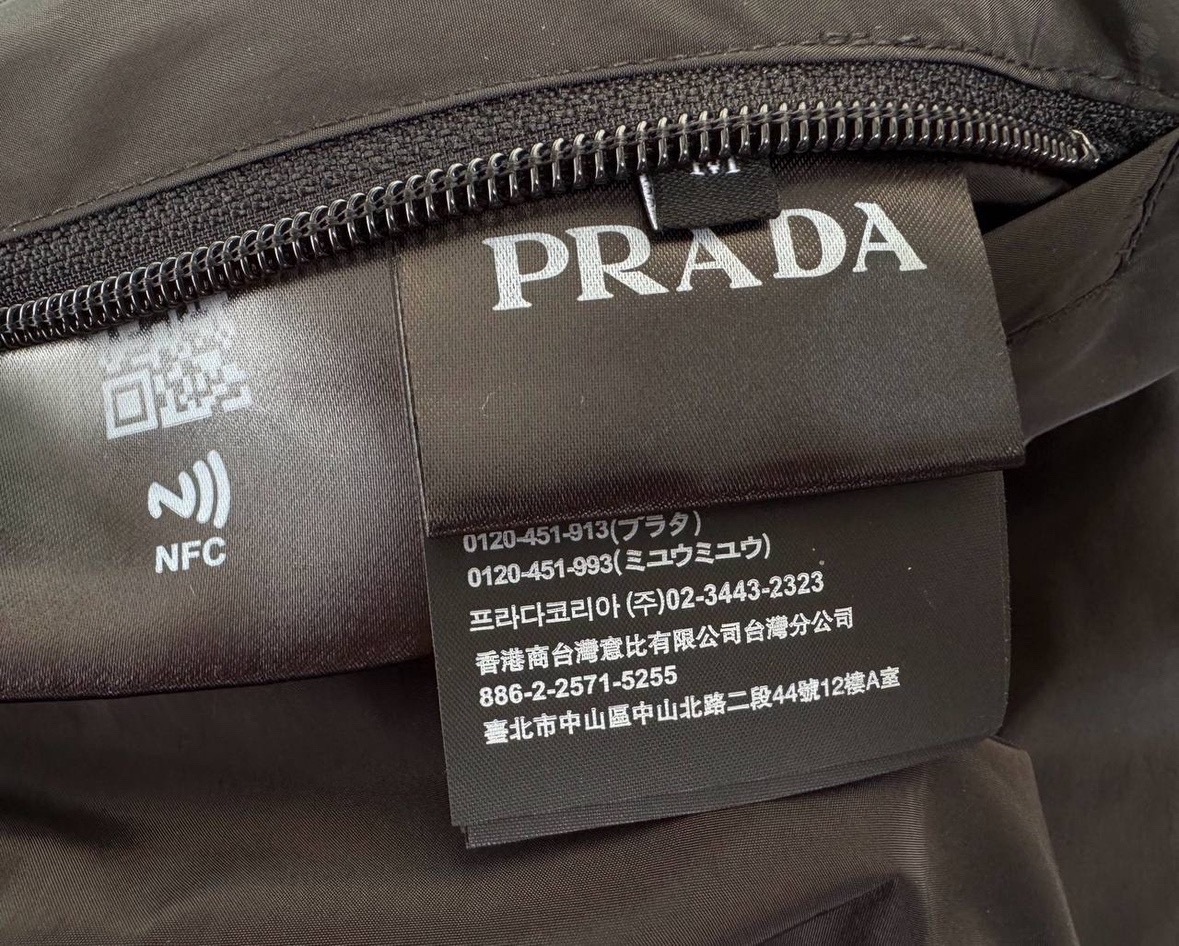 M
PRADA
NFC
0120-451-913(プラタ)
0120-451-993(ミユウミユウ)
프라다코리아 (주)02-3443-2323
香港商台灣意比有限公司台灣分公司
886-2-2571-5255
臺北市中山區中山北路二段44號12樓A室